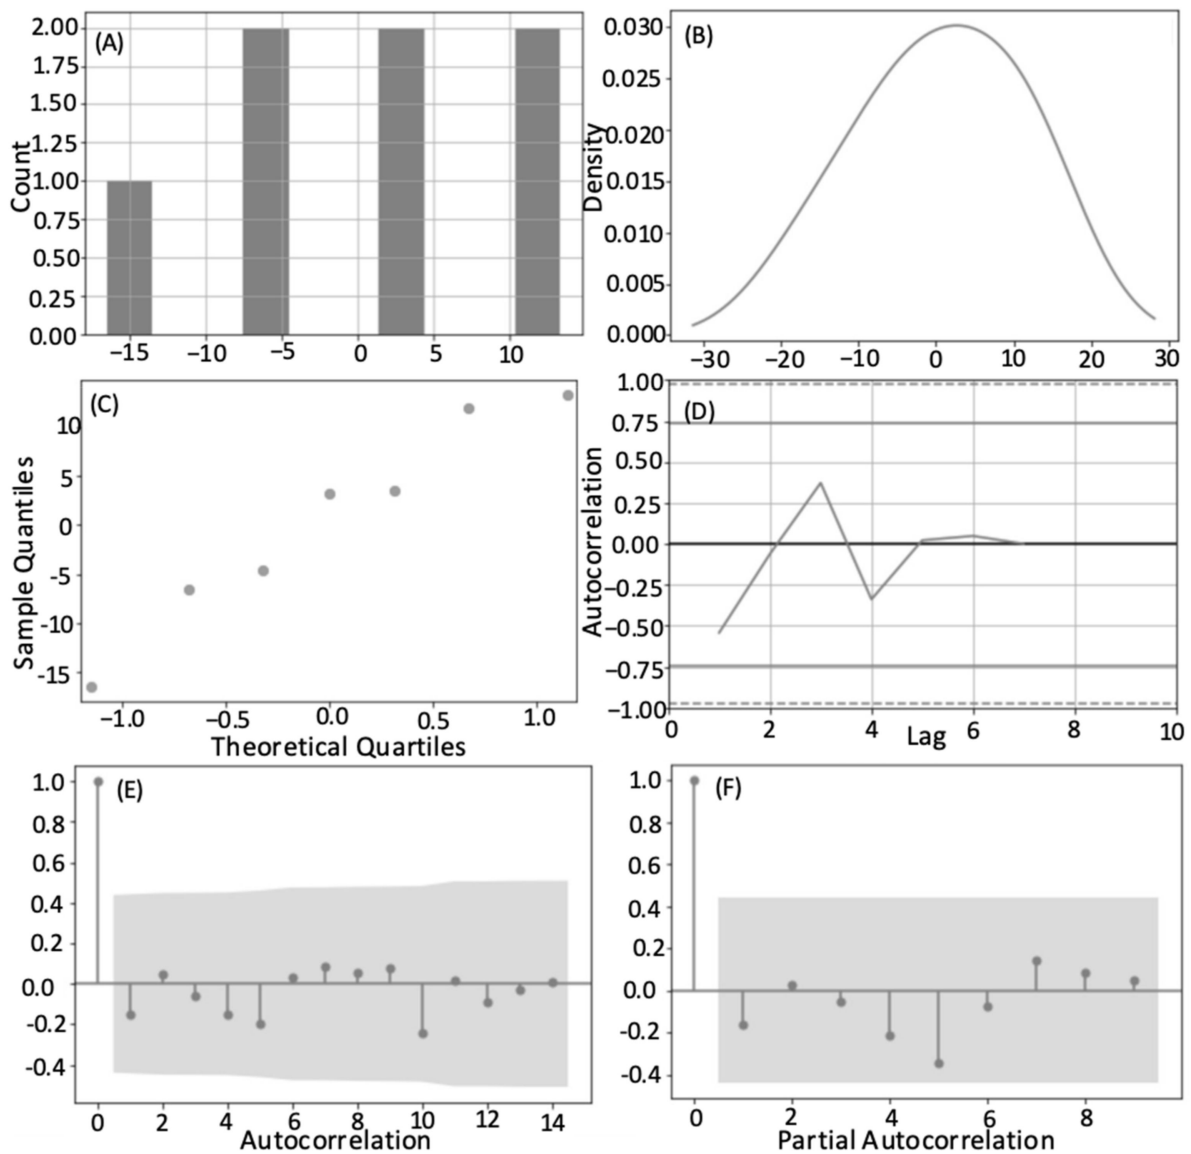 (A)
Count
2.00
1.75
1.50
1.25
1.00
0.75
0.50
0.25
0.00
−15 −10 −5 0 5 10
(B)
Density
0.030
0.025
0.020
0.015
0.010
0.005
0.000
−30 −20 −10 0 10 20 30
(C)
Sample Quantiles
10
5
0
-5
-10
-15
−1.0 −0.5 0.0 0.5 1.0
Theoretical Quartiles
(D)
Autocorrelation
1.00
0.75
0.50
0.25
0.00
−0.25
−0.50
−0.75
−1.00
0 2 4 6 8 10
Lag
(E)
1.0
0.8
0.6
0.4
0.2
0.0
-0.2
-0.4
0 2 4 6 8 10 12 14
Autocorrelation
(F)
1.0
0.8
0.6
0.4
0.2
0.0
-0.2
-0.4
0 2 4 6 8
Partial Autocorrelation